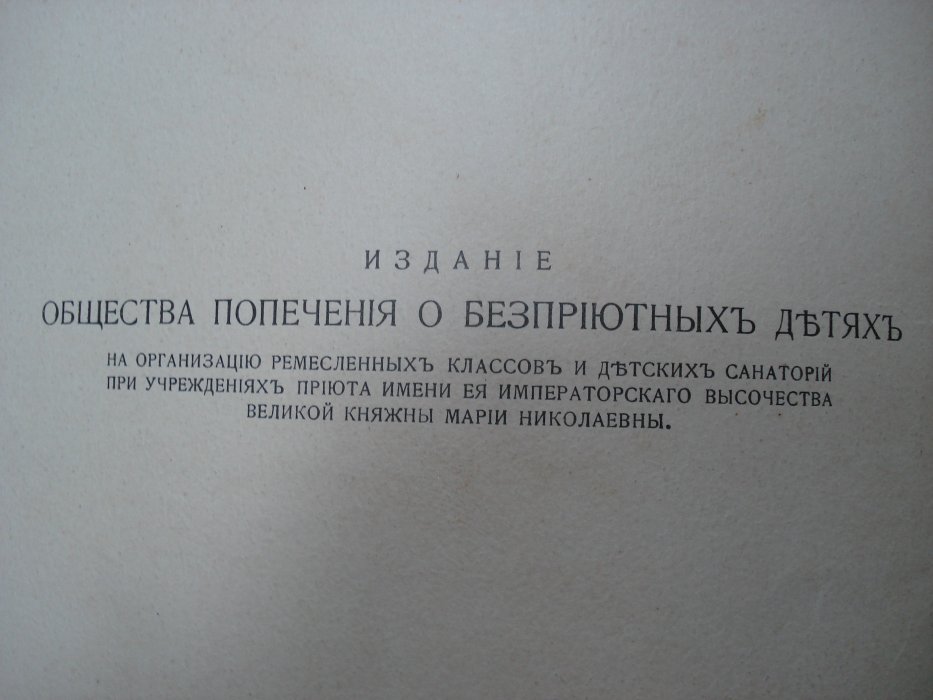 ИЗДАНІЕ
ОБЩЕСТВА ПОПЕЧЕНІЯ О БЕЗПРІЮТНЫХЪ ДѢТЯХЪ
НА ОРГАНИЗАЦІЮ РЕМЕСЛЕННЫХЪ КЛАССОВЪ И ДѢТСКИХЪ САНАТОРІЙ
ПРИ УЧРЕЖДЕНІЯХЪ ПРІЮТА ИМЕНИ ЕЯ ИМПЕРАТОРСКАГО ВЫСОЧЕСТВА
ВЕЛИКОЙ КНЯЖНЫ МАРІИ НИКОЛАЕВНЫ.